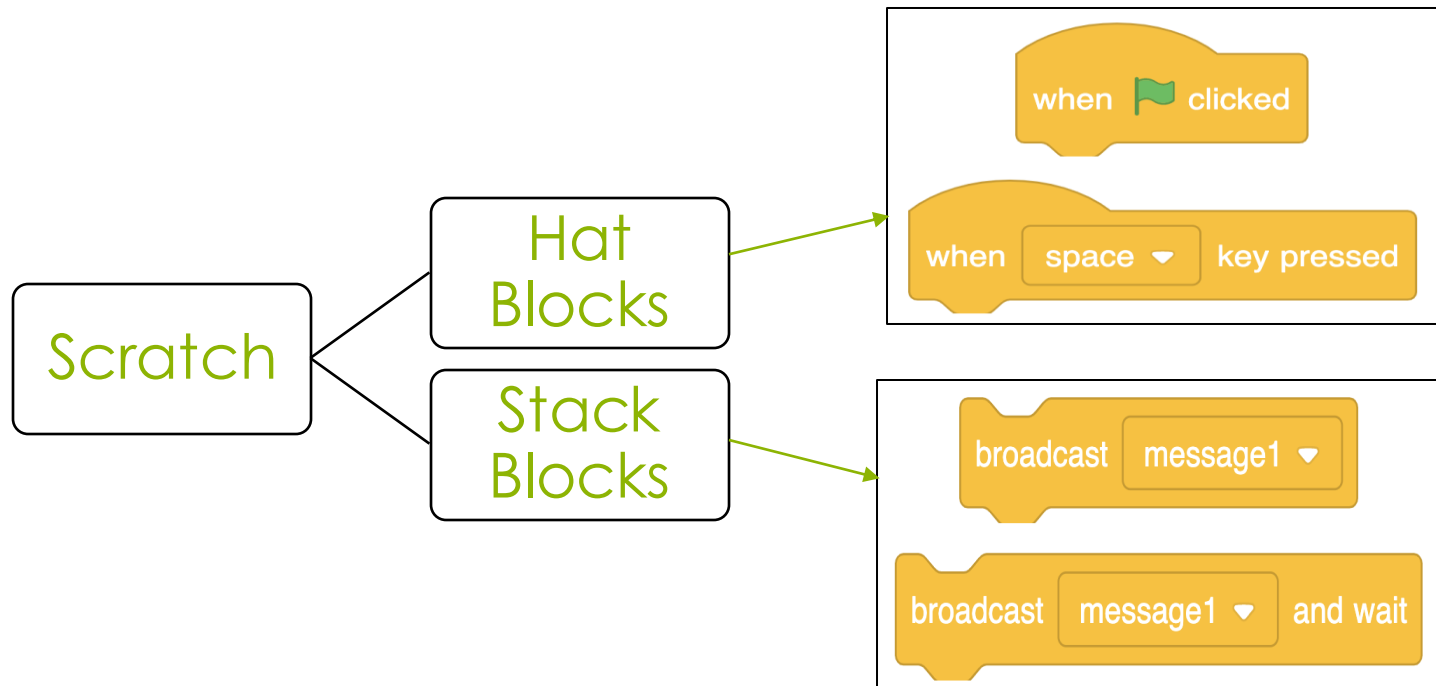 Scratch
Hat
Blocks
Stack
Blocks
when clicked
when space key pressed
broadcast message1
broadcast message1 and wait